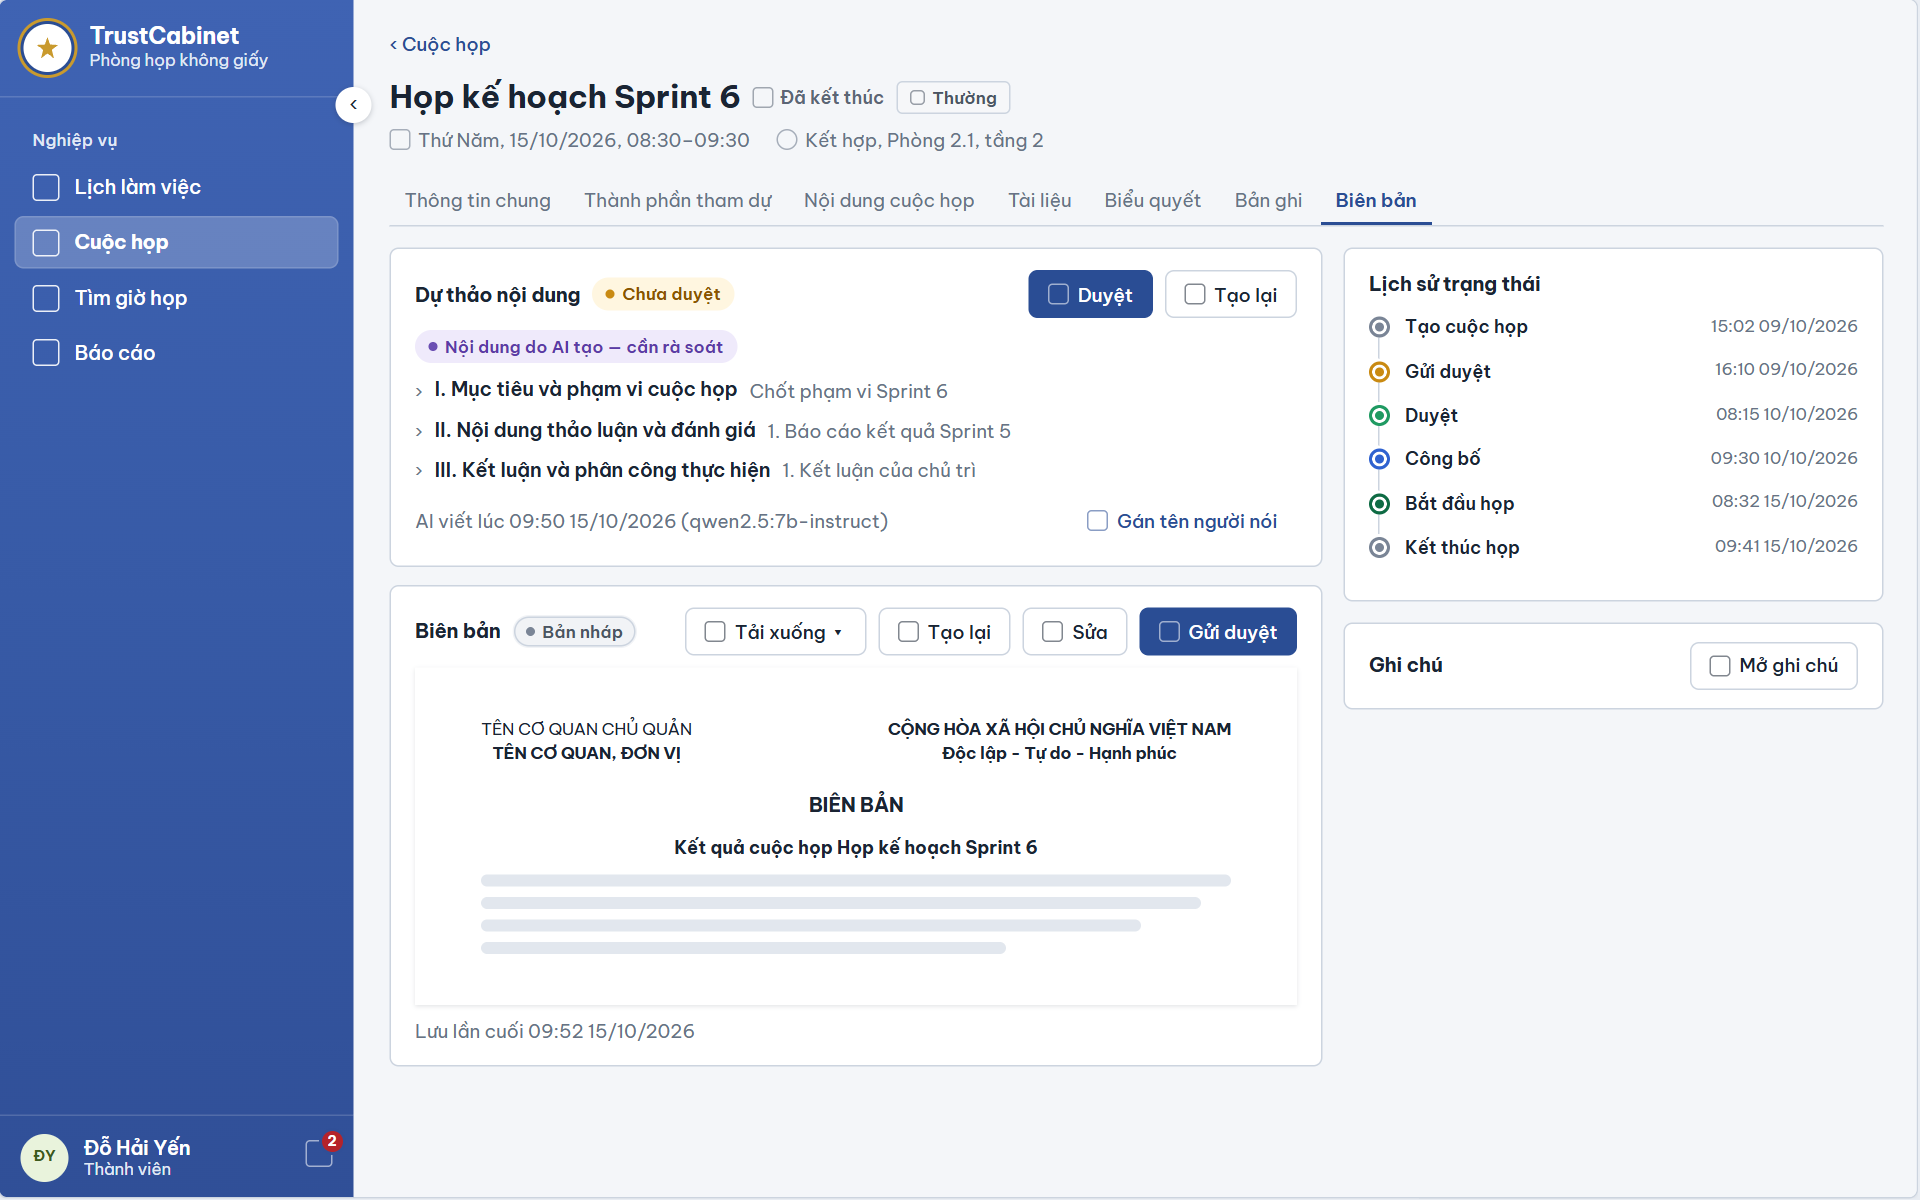 TrustCabinet
Phòng họp không giấy
Nghiệp vụ
Lịch làm việc
Cuộc họp
Tìm giờ họp
Báo cáo
ĐY
Đỗ Hải Yến
Thành viên
2
‹ Cuộc họp
Họp kế hoạch Sprint 6 Đã kết thúc Thường
Thứ Năm, 15/10/2026, 08:30–09:30 Kết hợp, Phòng 2.1, tầng 2
Thông tin chung Thành phần tham dự Nội dung cuộc họp Tài liệu Biểu quyết Bản ghi Biên bản
Dự thảo nội dung Chưa duyệt Duyệt Tạo lại
Nội dung do AI tạo — cần rà soát
› I. Mục tiêu và phạm vi cuộc họp Chốt phạm vi Sprint 6
› II. Nội dung thảo luận và đánh giá 1. Báo cáo kết quả Sprint 5
› III. Kết luận và phân công thực hiện 1. Kết luận của chủ trì
AI viết lúc 09:50 15/10/2026 (qwen2.5:7b-instruct) Gán tên người nói
Biên bản Bản nháp Tải xuống ▾ Tạo lại Sửa Gửi duyệt
TÊN CƠ QUAN CHỦ QUẢN
TÊN CƠ QUAN, ĐƠN VỊ
CỘNG HÒA XÃ HỘI CHỦ NGHĨA VIỆT NAM
Độc lập - Tự do - Hạnh phúc
BIÊN BẢN
Kết quả cuộc họp Họp kế hoạch Sprint 6
Lưu lần cuối 09:52 15/10/2026
Lịch sử trạng thái
Tạo cuộc họp 15:02 09/10/2026
Gửi duyệt 16:10 09/10/2026
Duyệt 08:15 10/10/2026
Công bố 09:30 10/10/2026
Bắt đầu họp 08:32 15/10/2026
Kết thúc họp 09:41 15/10/2026
Ghi chú Mở ghi chú